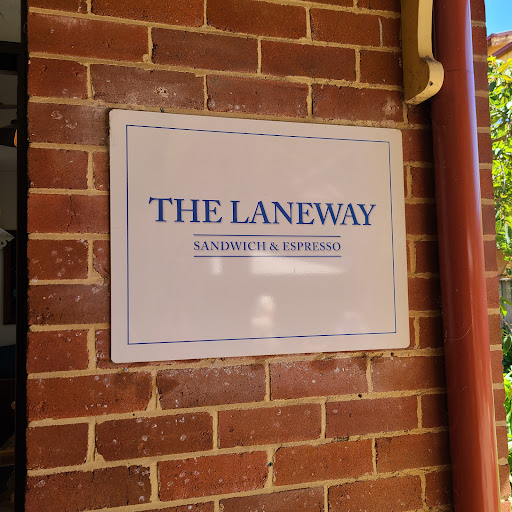 THE LANEWAY
SANDWICH & ESPRESSO